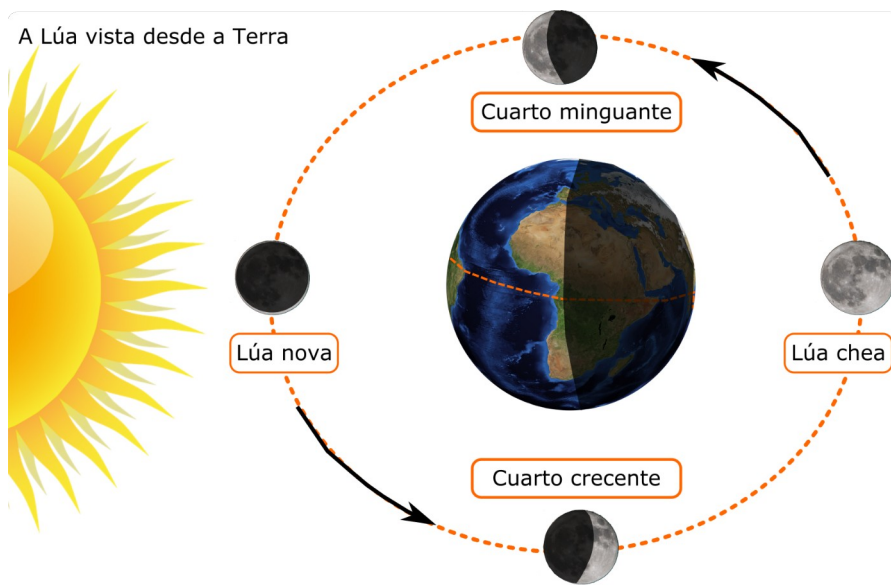 A Lúa vista desde a Terra
Cuarto minguante
Lúa nova
Lúa chea
Cuarto crecente